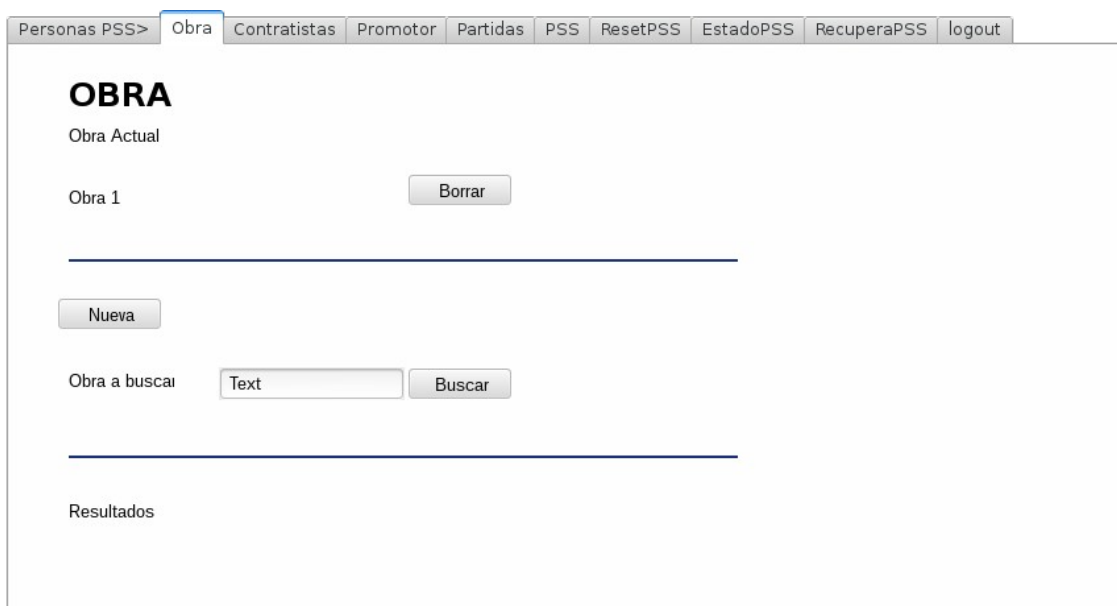 Personas PSS> Obra Contratistas Promotor Partidas PSS ResetPSS EstadoPSS RecuperaPSS logout
OBRA
Obra Actual
Obra 1 Borrar
Nueva
Obra a buscar Text Buscar
Resultados